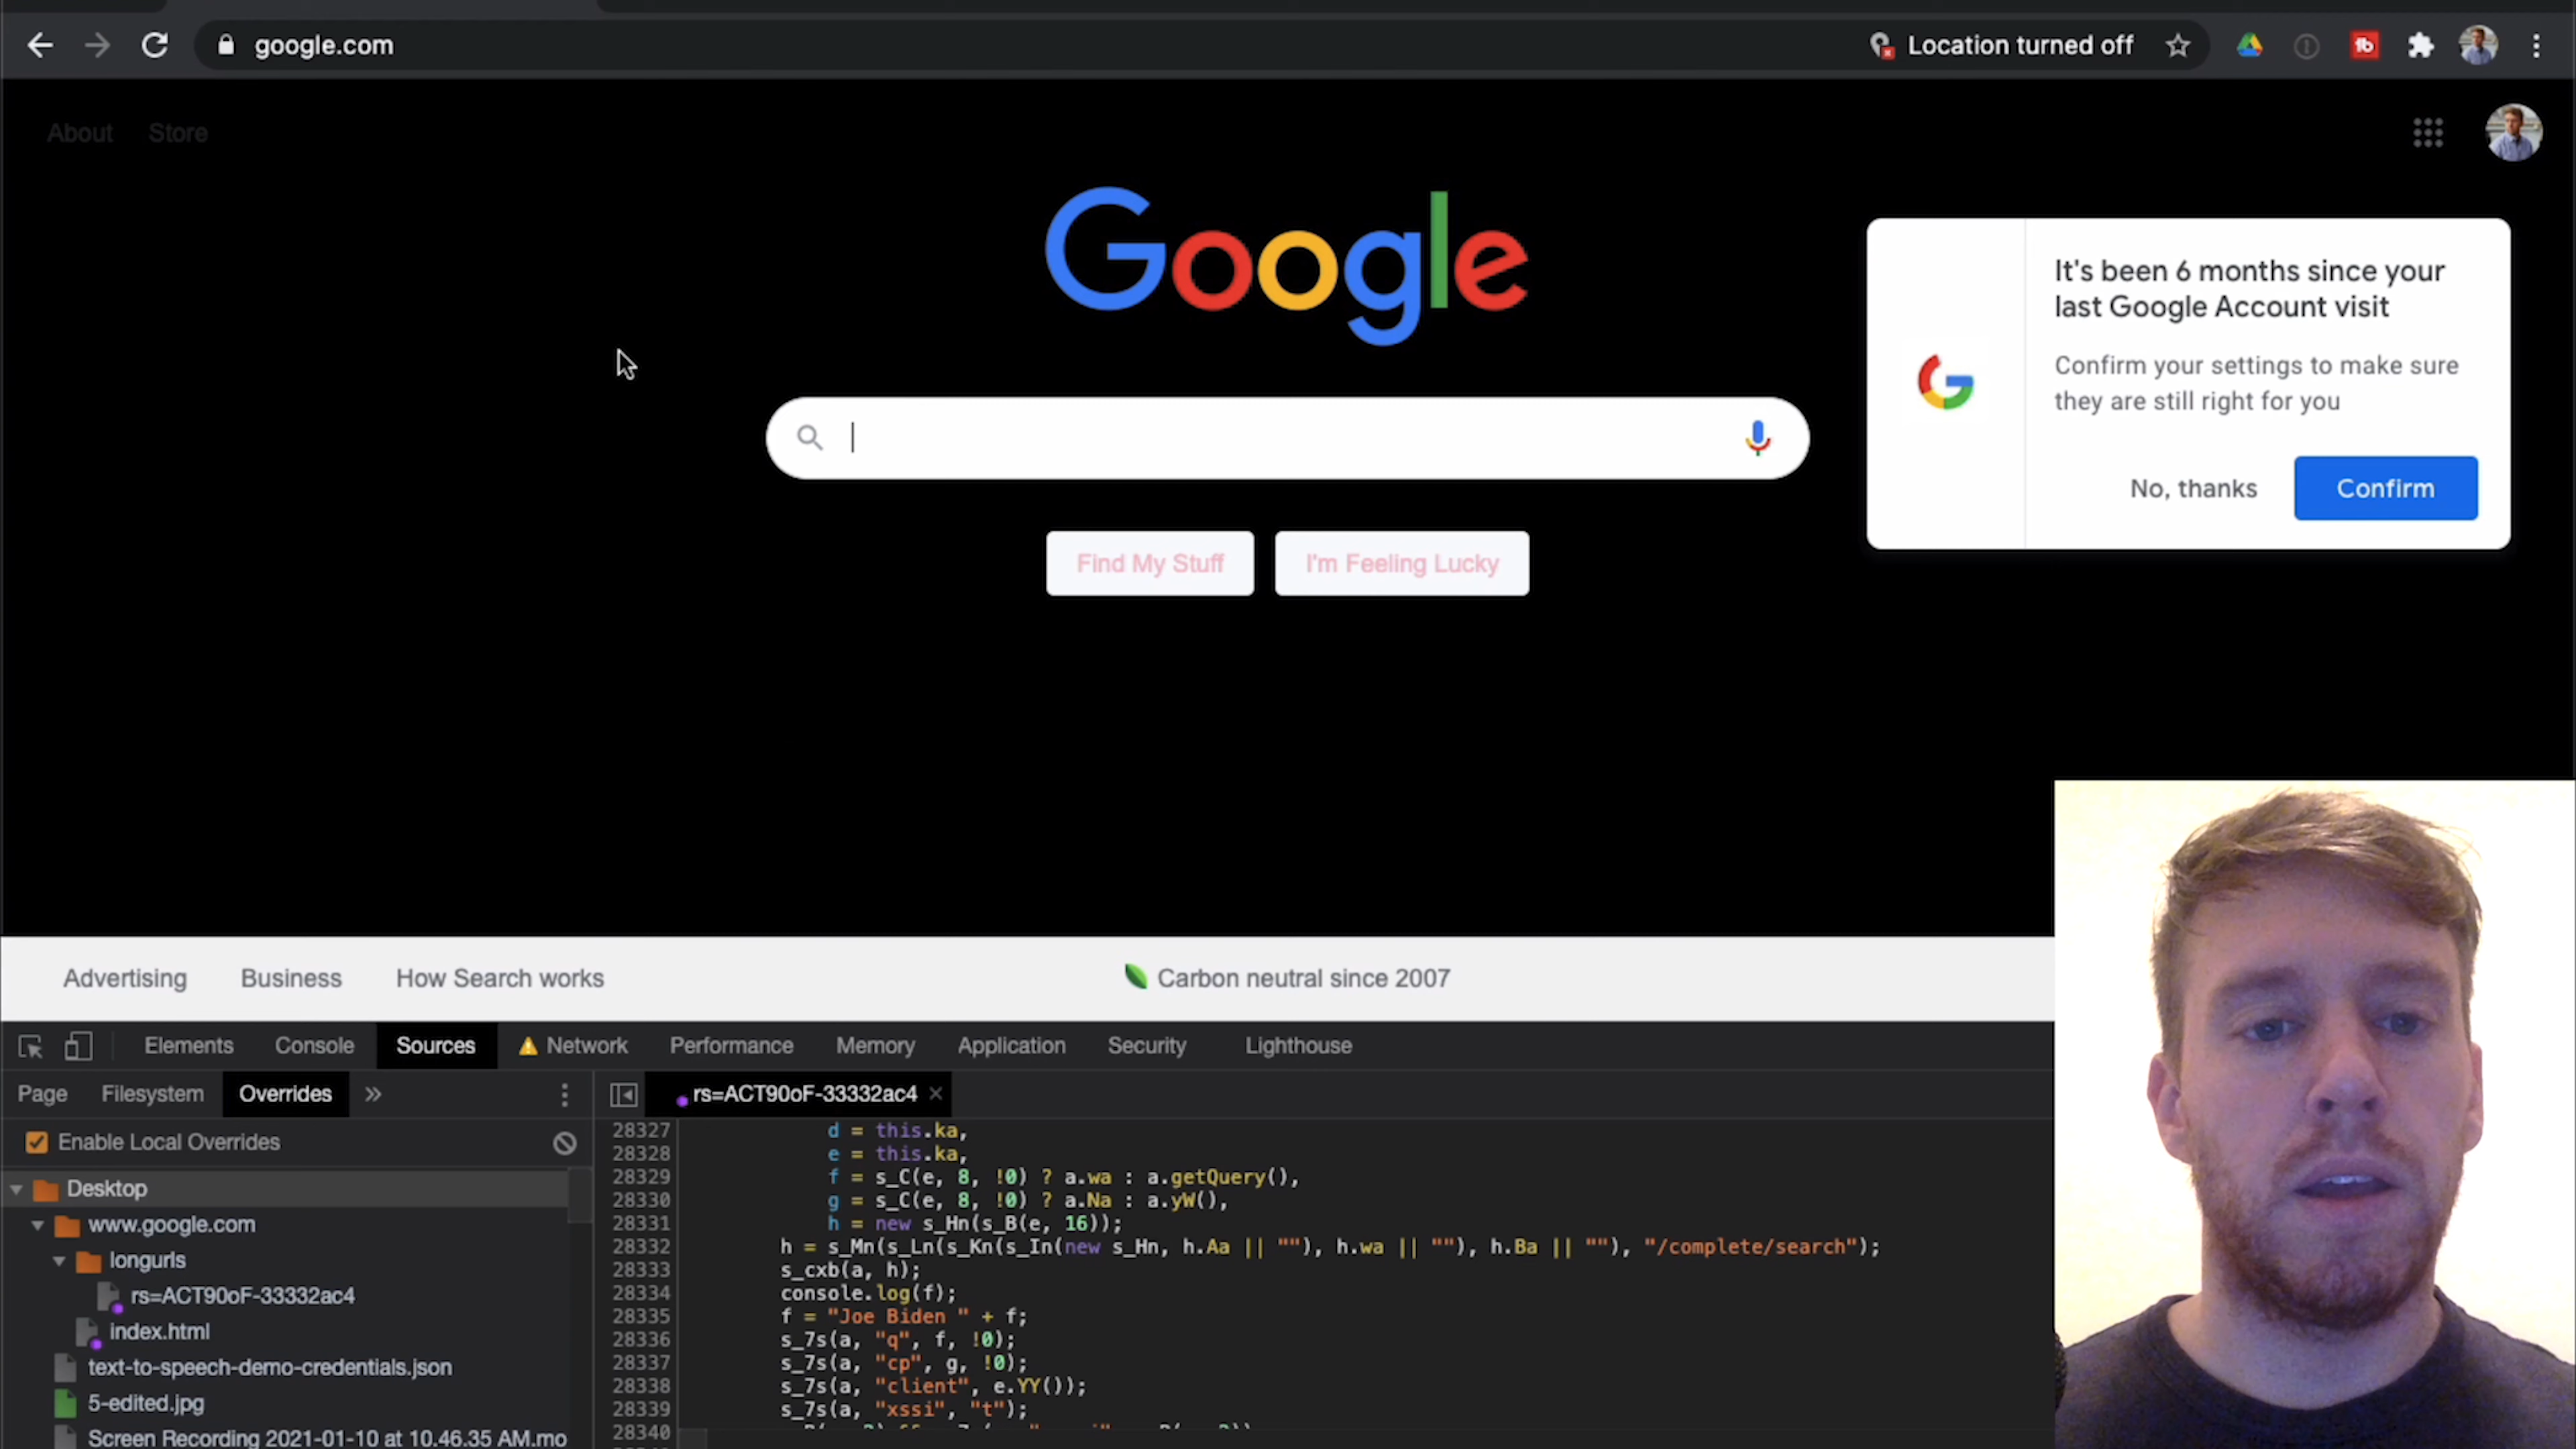 google.com
Location turned off
About Store
Google
It's been 6 months since your
last Google Account visit
Confirm your settings to make sure
they are still right for you
No, thanks Confirm
Find My Stuff I'm Feeling Lucky
Advertising Business How Search works
Carbon neutral since 2007
Elements Console Sources Network Performance Memory Application Security Lighthouse
Page Filesystem Overrides »
rs=ACT90oF-33332ac4 ×
Enable Local Overrides
Desktop
www.google.com
longurls
rs=ACT90oF-33332ac4
index.html
text-to-speech-demo-credentials.json
5-edited.jpg
Screen Recording 2021-01-10 at 10.46.35 AM.mo
28327 d = this.ka,
28328 e = this.ka,
28329 f = s_C(e, 8, !0) ? a.wa : a.getQuery(),
28330 g = s_C(e, 8, !0) ? a.Na : a.yW(),
28331 h = new s_Hn(s_B(e, 16));
28332 h = s_Mn(s_Ln(s_Kn(s_In(new s_Hn, h.Aa || ""), h.wa || ""), h.Ba || ""), "/complete/search");
28333 s_cxb(a, h);
28334 console.log(f);
28335 f = "Joe Biden " + f;
28336 s_7s(a, "q", f, !0);
28337 s_7s(a, "cp", g, !0);
28338 s_7s(a, "client", e.YY());
28339 s_7s(a, "xssi", "t");
28340